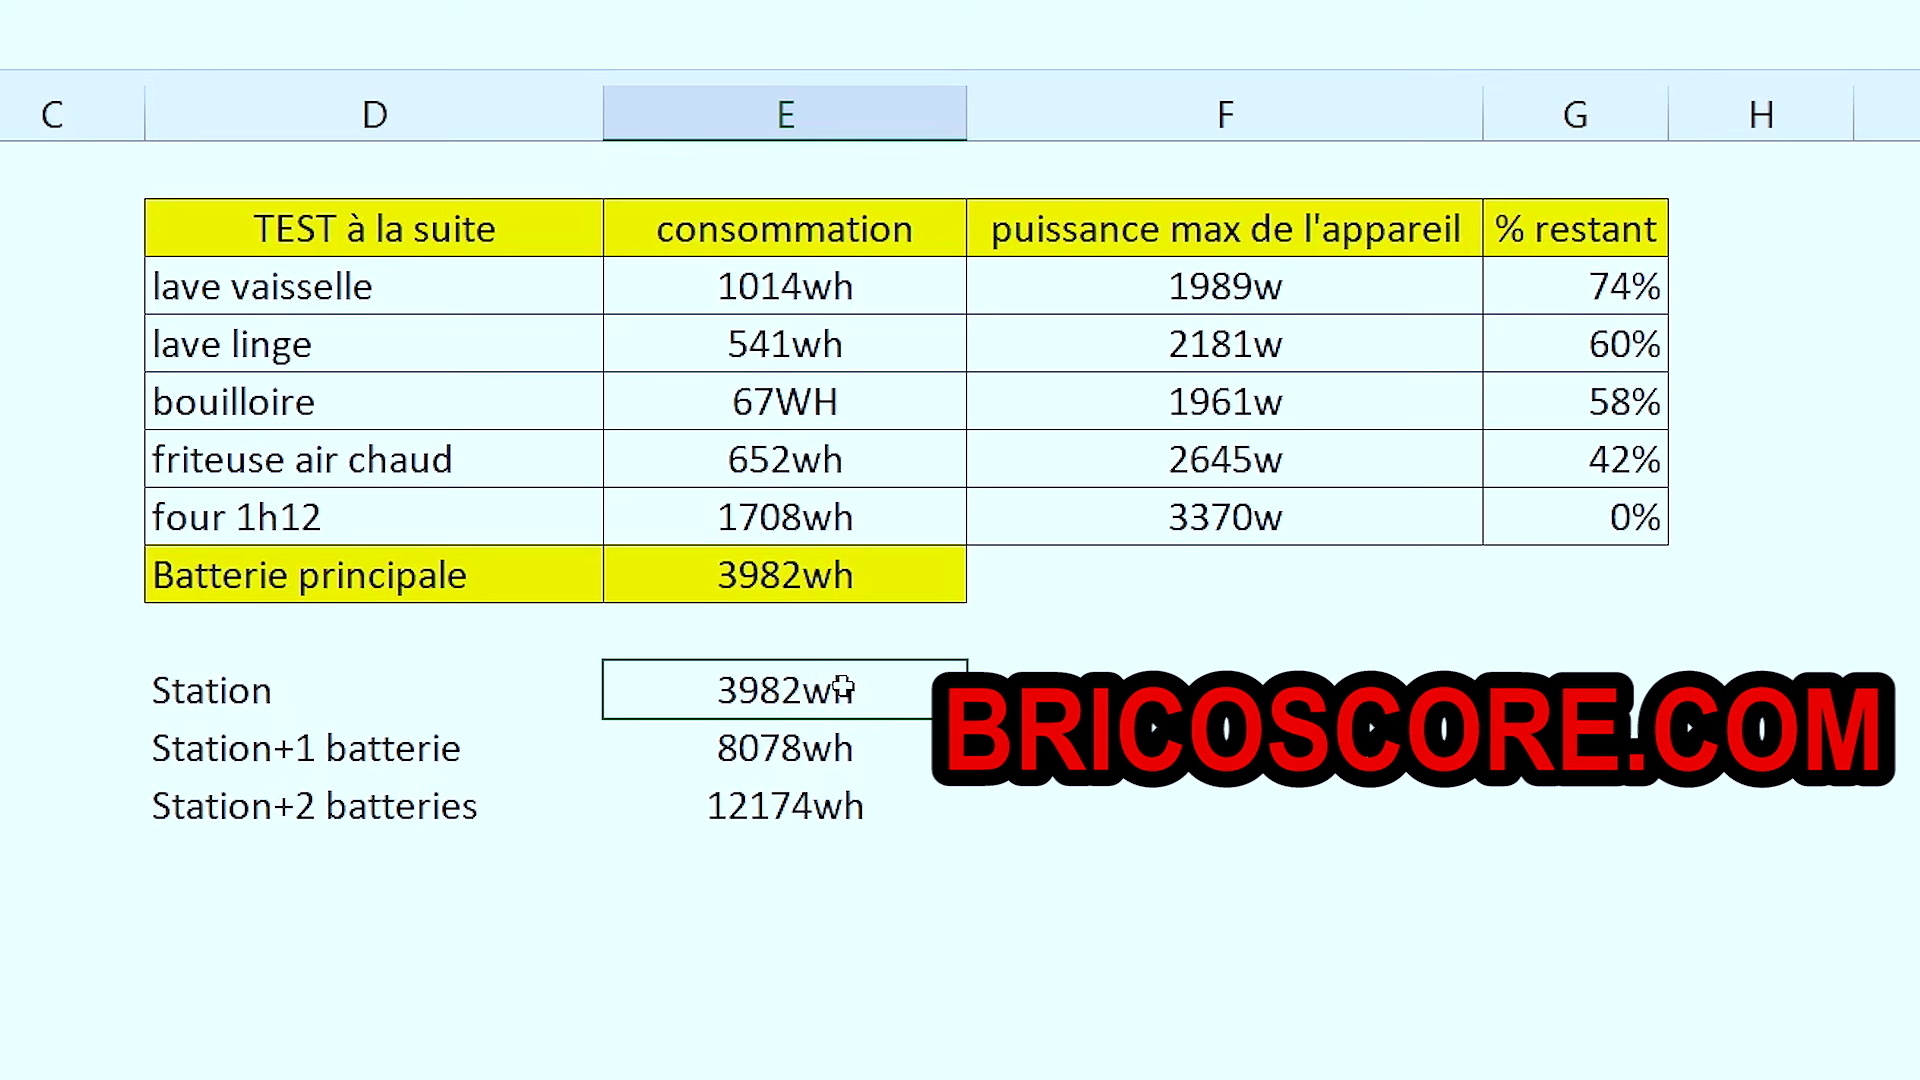 C D E F G H
TEST à la suite consommation puissance max de l'appareil % restant
lave vaisselle 1014wh 1989w 74%
lave linge 541wh 2181w 60%
bouilloire 67WH 1961w 58%
friteuse air chaud 652wh 2645w 42%
four 1h12 1708wh 3370w 0%
Batterie principale 3982wh
Station 3982wh
BRICOSCORE.COM
Station+1 batterie 8078wh
Station+2 batteries 12174wh